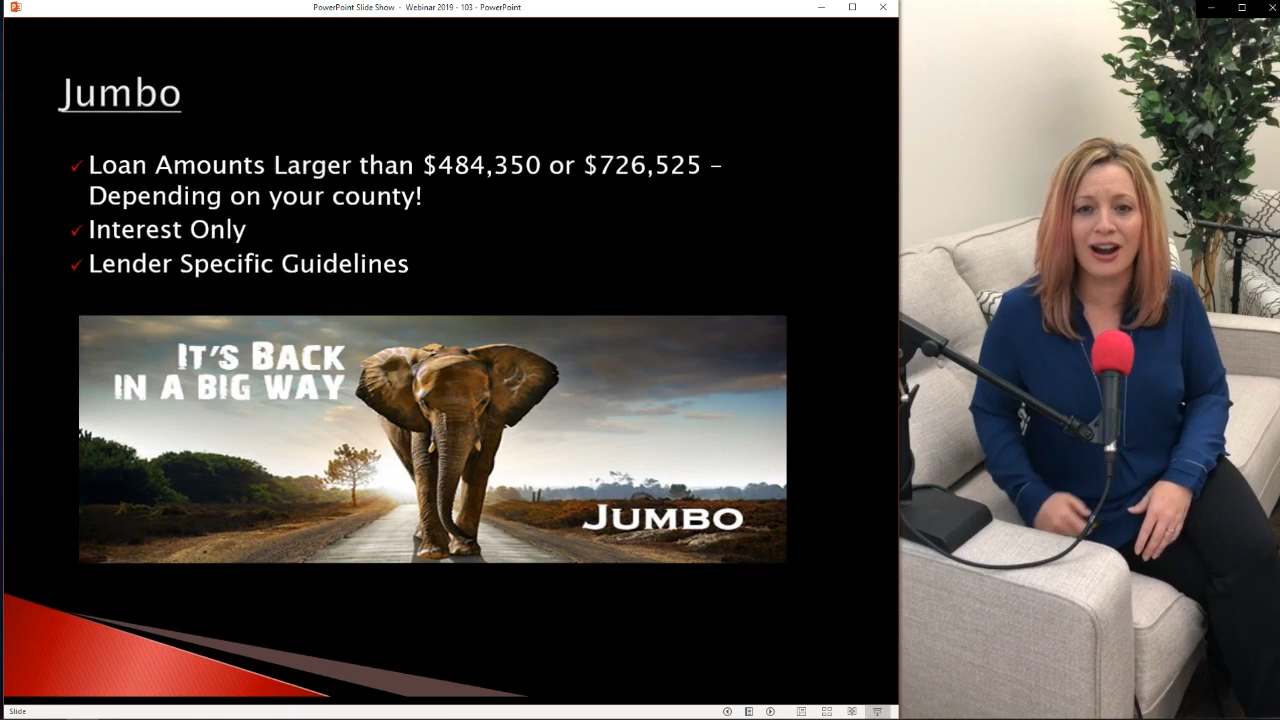 PowerPoint Slide Show - Webinar 2019 - 103 - PowerPoint
Jumbo
Loan Amounts Larger than $484,350 or $726,525 –
Depending on your county!
Interest Only
Lender Specific Guidelines
IT'S BACK
IN A BIG WAY
JUMBO
Slide